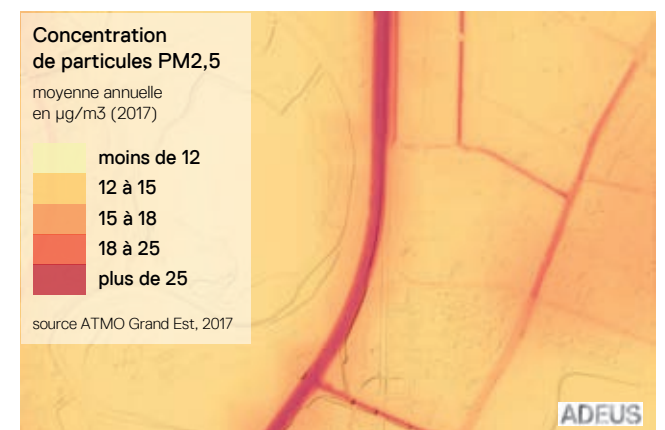 Concentration
de particules PM2,5
moyenne annuelle
en µg/m3 (2017)
moins de 12
12 à 15
15 à 18
18 à 25
plus de 25
source ATMO Grand Est, 2017
ADEUS